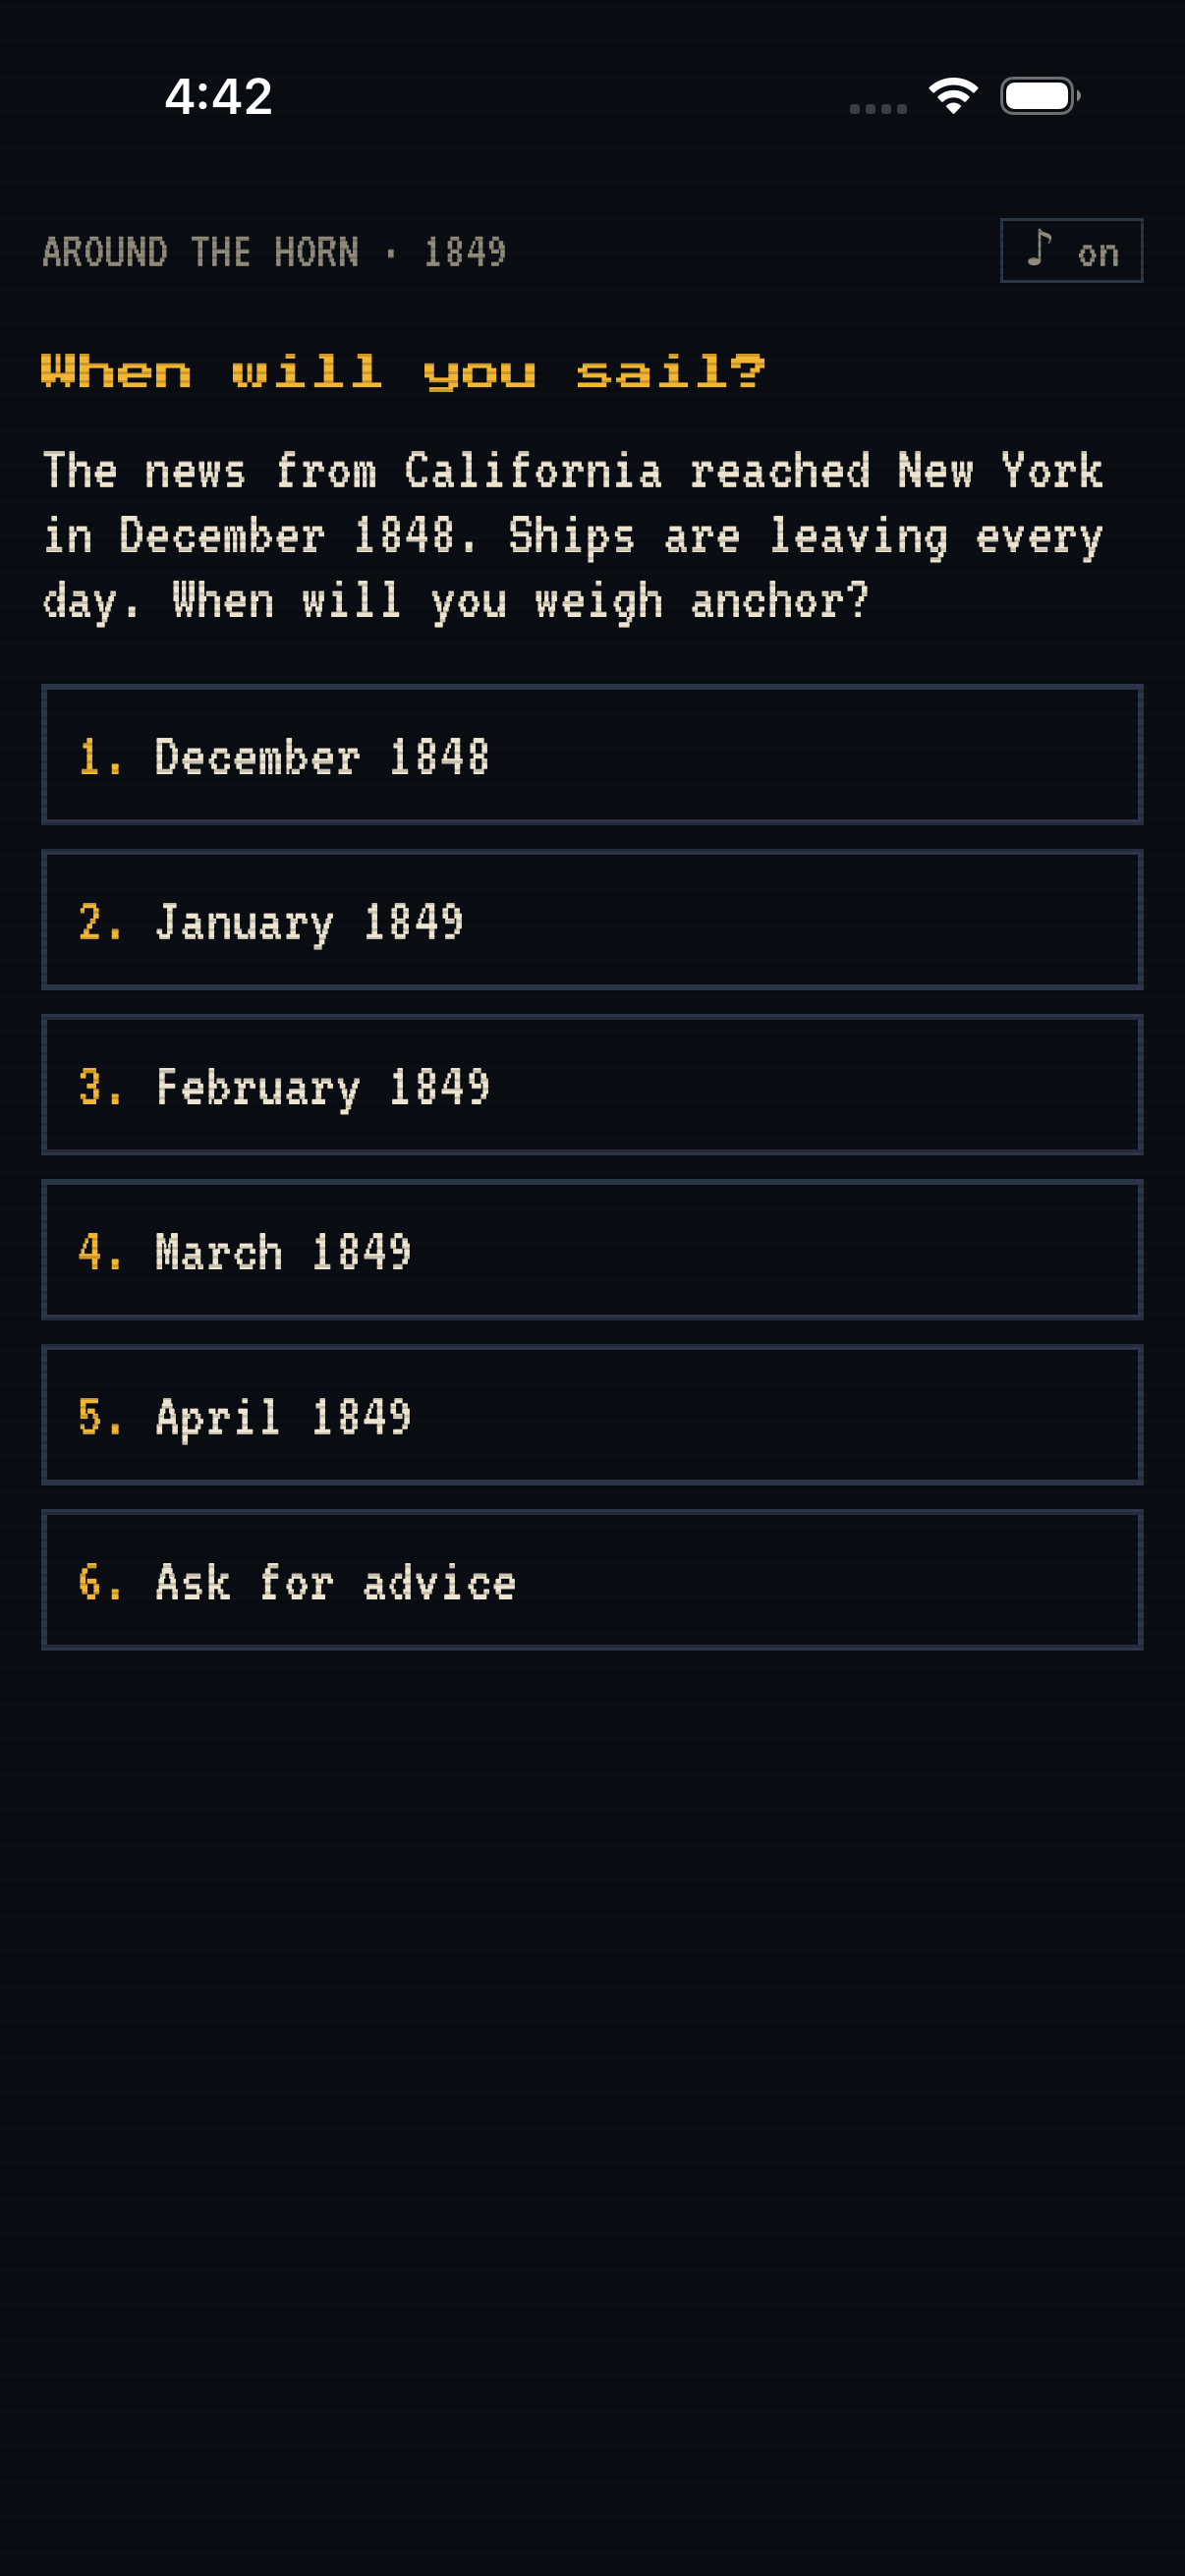 4:42
AROUND THE HORN · 1849
♪ on
When will you sail?
The news from California reached New York
in December 1848. Ships are leaving every
day. When will you weigh anchor?
1. December 1848
2. January 1849
3. February 1849
4. March 1849
5. April 1849
6. Ask for advice